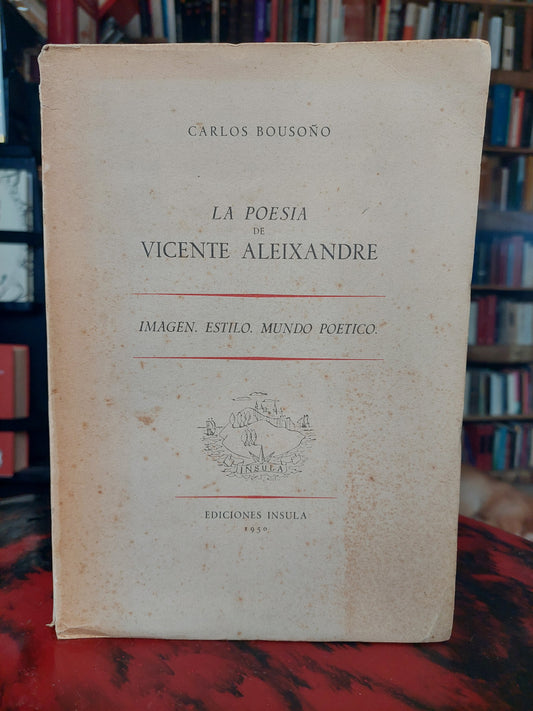 CARLOS BOUSOÑO
LA POESIA
DE
VICENTE ALEIXANDRE
IMAGEN. ESTILO. MUNDO POETICO.
INSULA
EDICIONES INSULA
1950